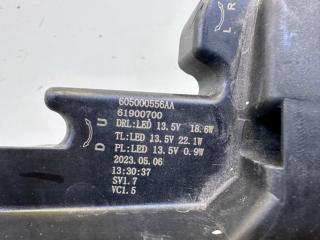 L R
605000556AA
61900700
DRL:LED 13.5V 18.6W
TL:LED 13.5V 22.1W
PL:LED 13.5V 0.9W
2023.05.06
13:30:37
SV1.7
VC1.5
D U